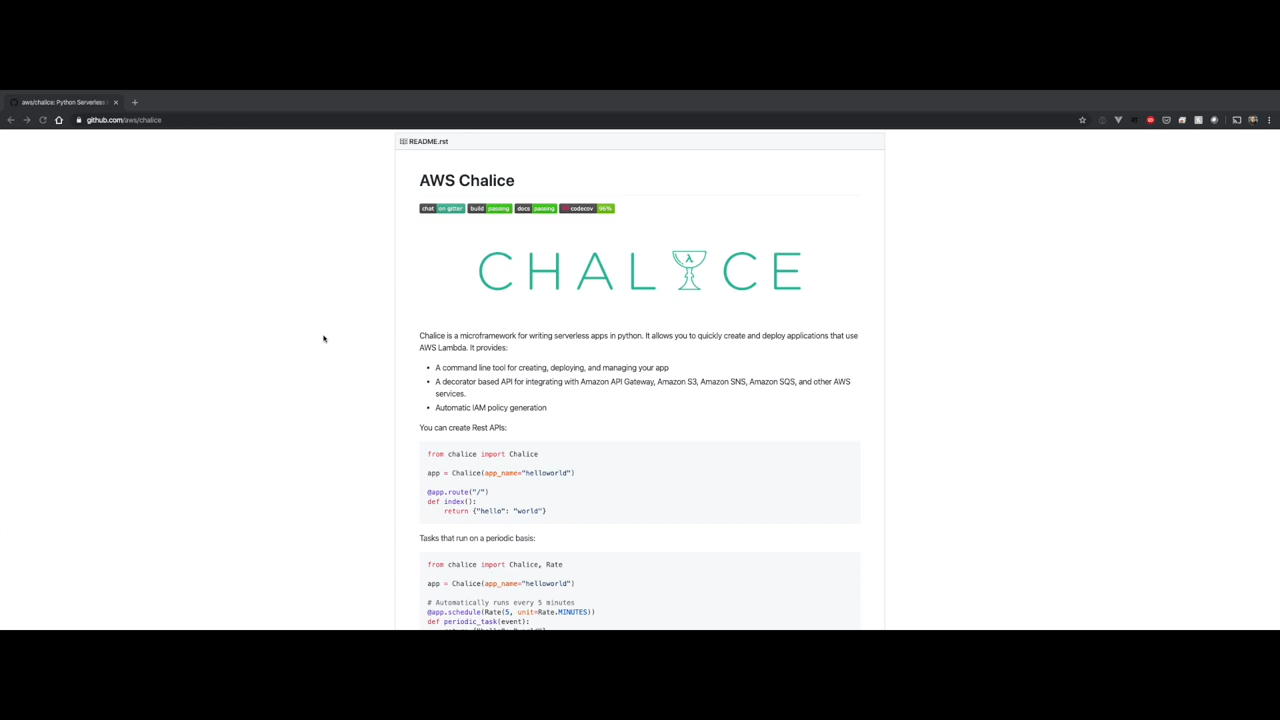 aws/chalice: Python Serverless
github.com/aws/chalice
README.rst
AWS Chalice
chat on gitter build passing docs passing codecov 96%
CHALICE
Chalice is a microframework for writing serverless apps in python. It allows you to quickly create and deploy applications that use
AWS Lambda. It provides:
• A command line tool for creating, deploying, and managing your app
• A decorator based API for integrating with Amazon API Gateway, Amazon S3, Amazon SNS, Amazon SQS, and other AWS
services.
• Automatic IAM policy generation
You can create Rest APIs:
from chalice import Chalice
app = Chalice(app_name="helloworld")
@app.route("/")
def index():
    return {"hello": "world"}
Tasks that run on a periodic basis:
from chalice import Chalice, Rate
app = Chalice(app_name="helloworld")
# Automatically runs every 5 minutes
@app.schedule(Rate(5, unit=Rate.MINUTES))
def periodic_task(event):